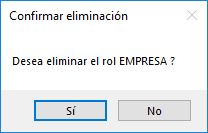 Confirmar eliminación
Desea eliminar el rol EMPRESA ?
Sí
No